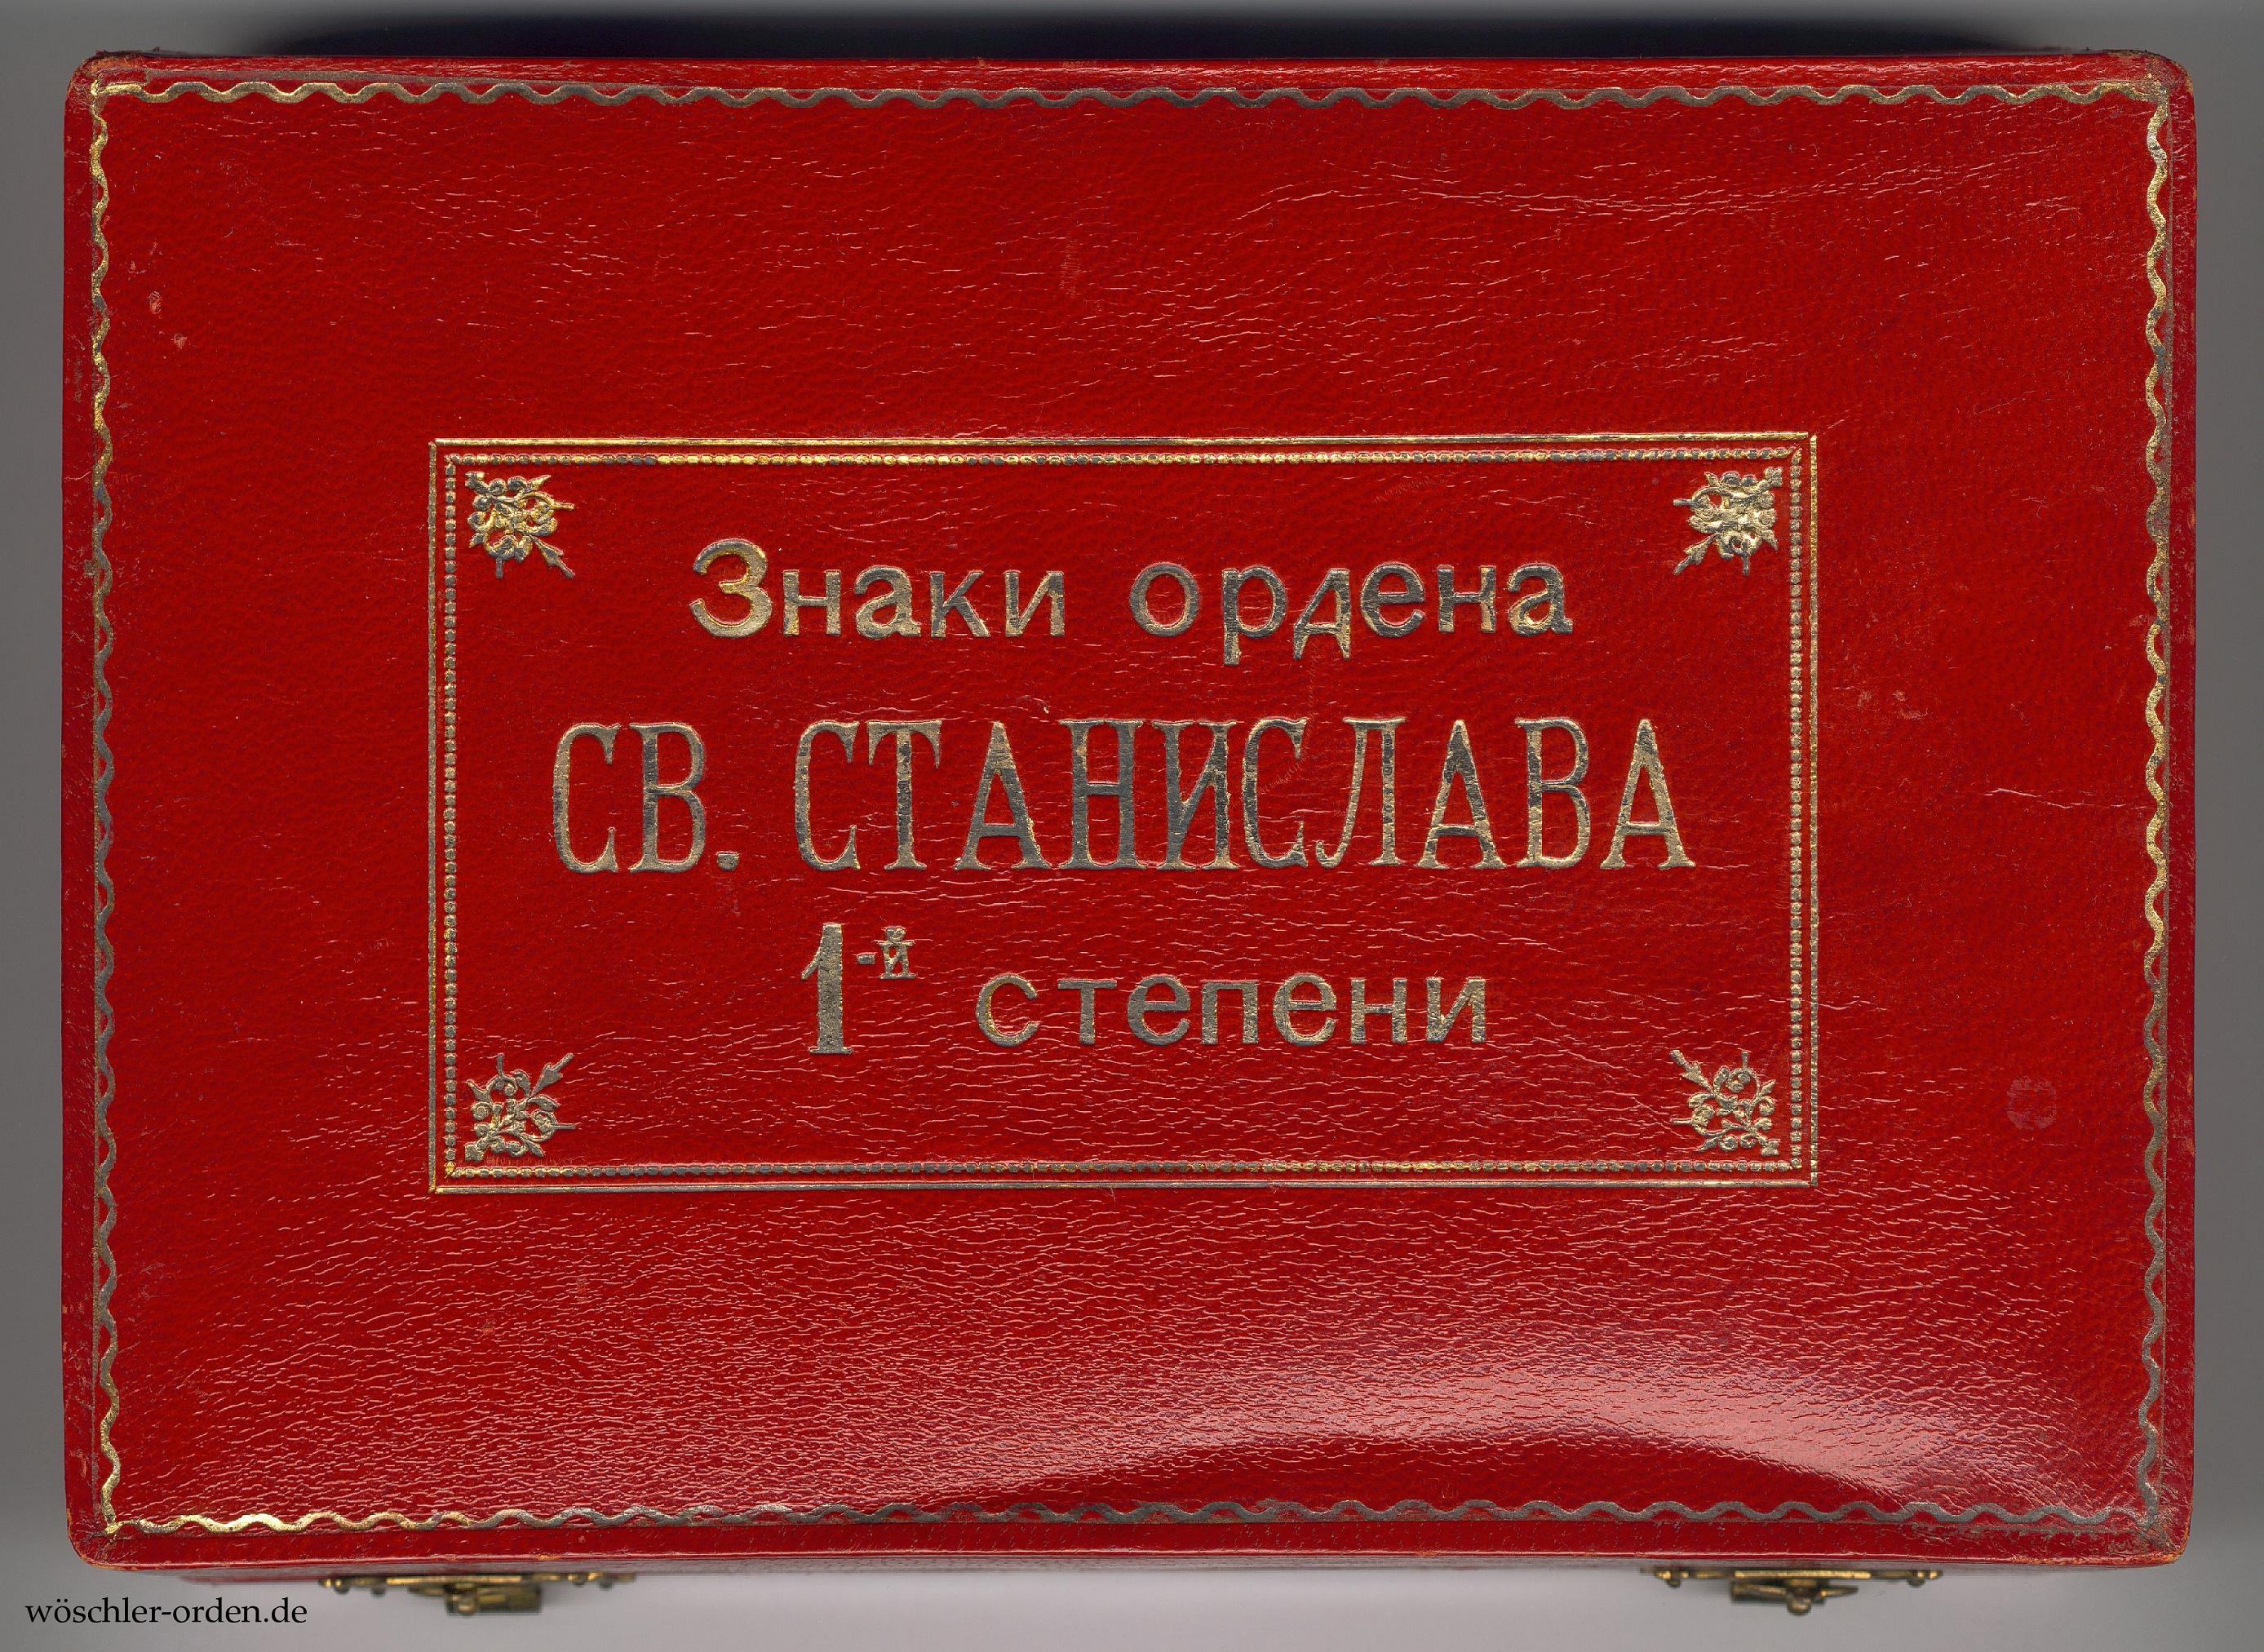 Знаки ордена
СВ. СТАНИСЛАВА
1-й степени
wöschler-orden.de